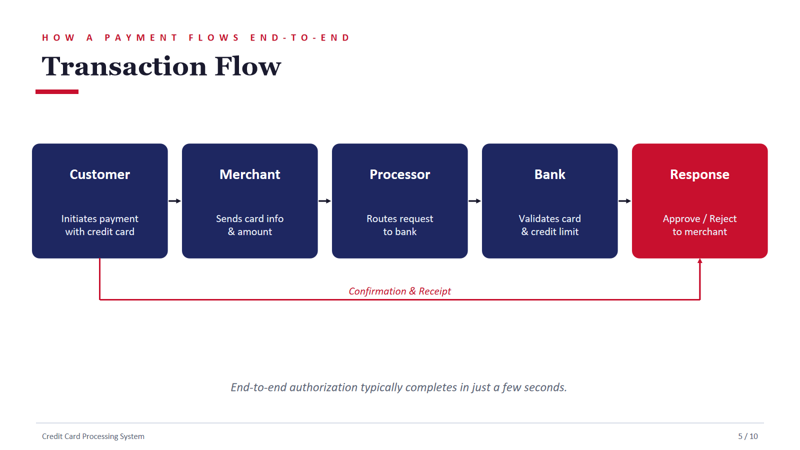 HOW A PAYMENT FLOWS END-TO-END
Transaction Flow
Customer
Initiates payment
with credit card
Merchant
Sends card info
& amount
Processor
Routes request
to bank
Bank
Validates card
& credit limit
Response
Approve / Reject
to merchant
Confirmation & Receipt
End-to-end authorization typically completes in just a few seconds.
Credit Card Processing System
5 / 10